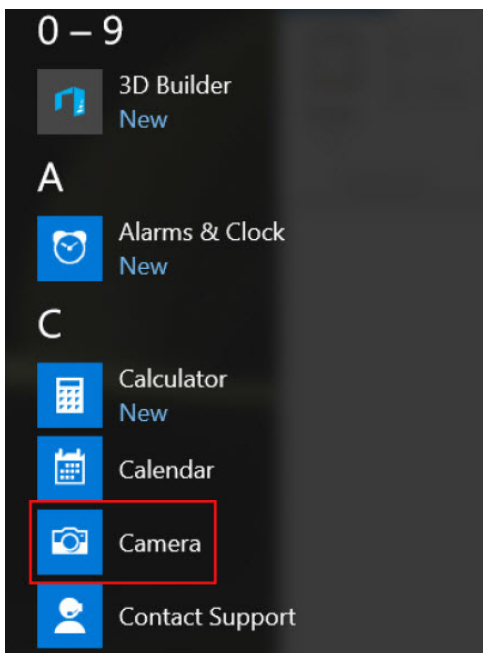 0 – 9
3D Builder
New
A
Alarms & Clock
New
C
Calculator
New
Calendar
Camera
Contact Support